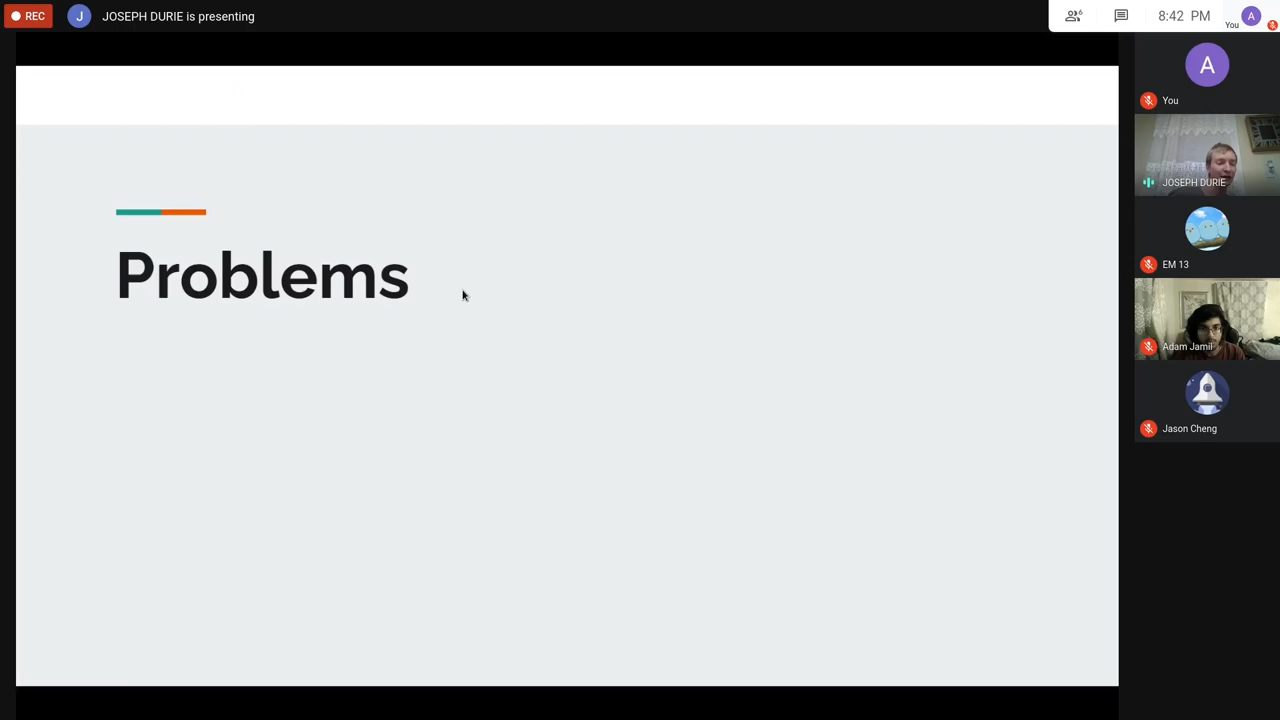 REC
J
JOSEPH DURIE is presenting
6
8:42 PM
You
A
A
You
JOSEPH DURIE
EM 13
Adam Jamil
Jason Cheng
Problems